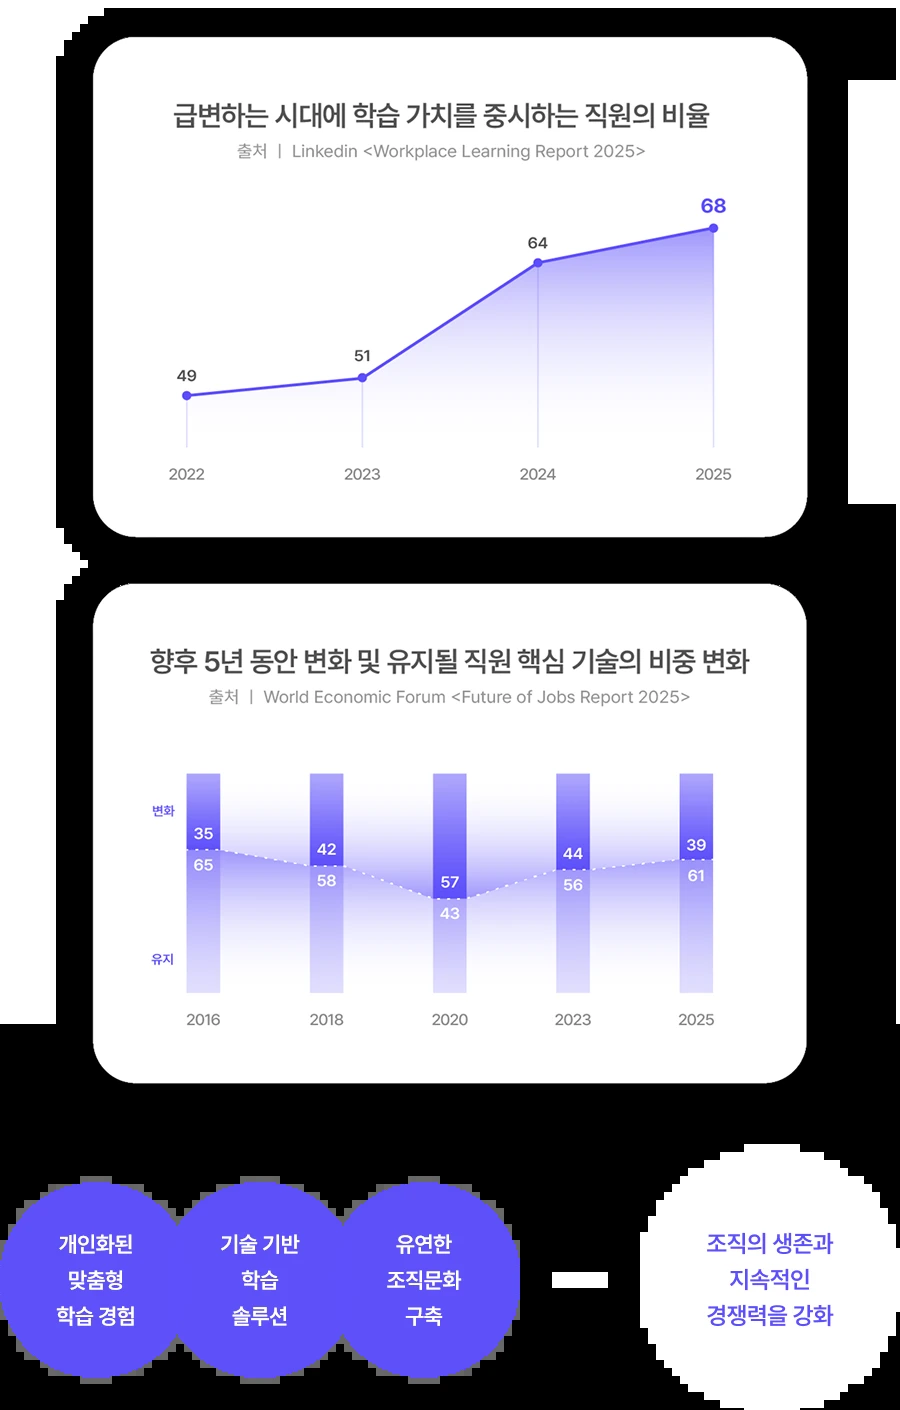 급변하는 시대에 학습 가치를 중시하는 직원의 비율
출처 | Linkedin <Workplace Learning Report 2025>
68
64
51
49
2022 2023 2024 2025
향후 5년 동안 변화 및 유지될 직원 핵심 기술의 비중 변화
출처 | World Economic Forum <Future of Jobs Report 2025>
변화
35 42 57 44 39
65 58 43 56 61
유지
2016 2018 2020 2023 2025
개인화된
맞춤형
학습 경험
기술 기반
학습
솔루션
유연한
조직문화
구축
조직의 생존과
지속적인
경쟁력을 강화